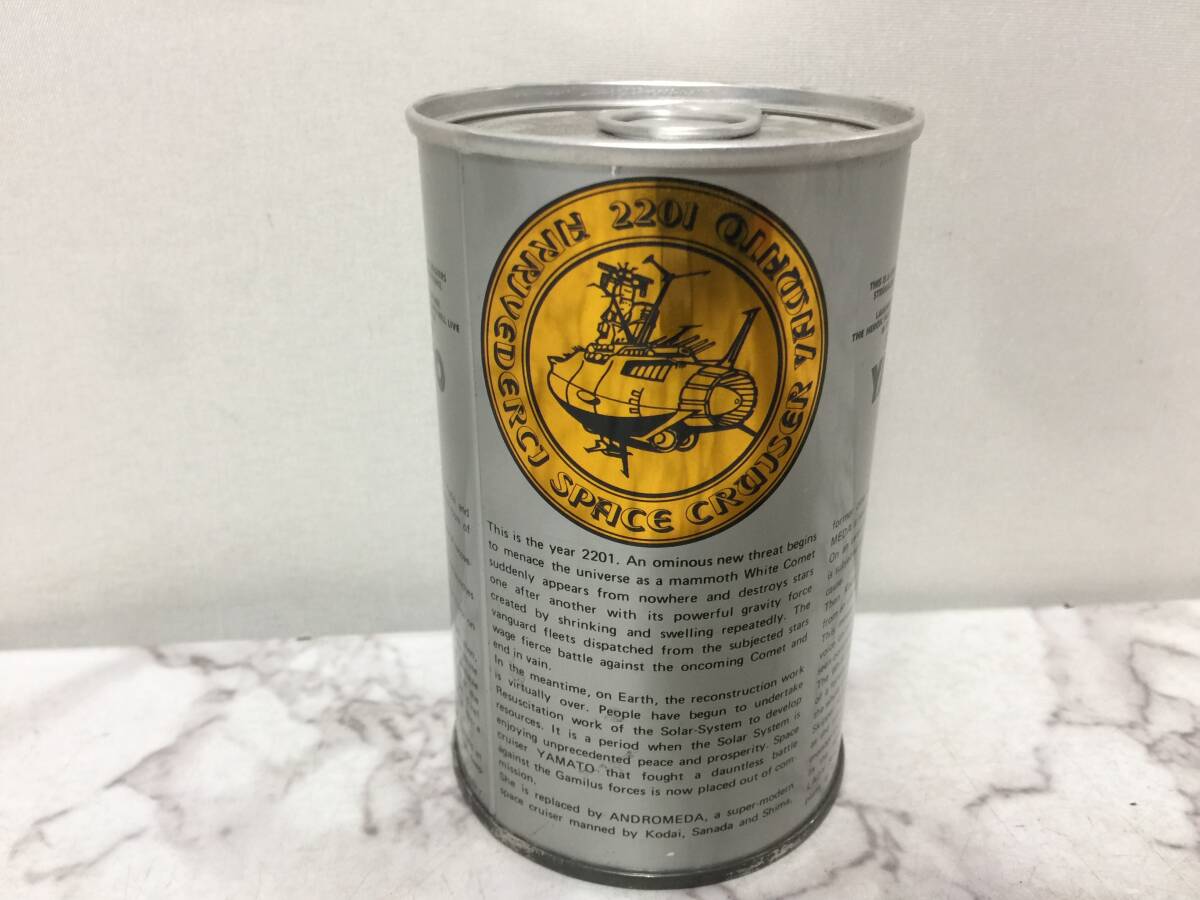 ARRIVEDERCI SPACE CRUISER YAMATO 2201
This is the year 2201. An ominous new threat begins
to menace the universe as a mammoth White Comet
suddenly appears from nowhere and destroys stars
one after another with its powerful gravity force
created by shrinking and swelling repeatedly. The
vanguard fleets dispatched from the subjected stars
wage fierce battle against the oncoming Comet and
end in vain.
In the meantime, on Earth, the reconstruction work
is virtually over. People have begun to undertake
Resuscitation work of the Solar-System to develop
resources. It is a period when the Solar System is
enjoying unprecedented peace and prosperity. Space
cruiser YAMATO that fought a dauntless battle
against the Gamilus forces is now placed out of com-
mission.
She is replaced by ANDROMEDA, a super-modern
space cruiser manned by Kodai, Sanada and Shima,
LIVE
THIS IS A
THE